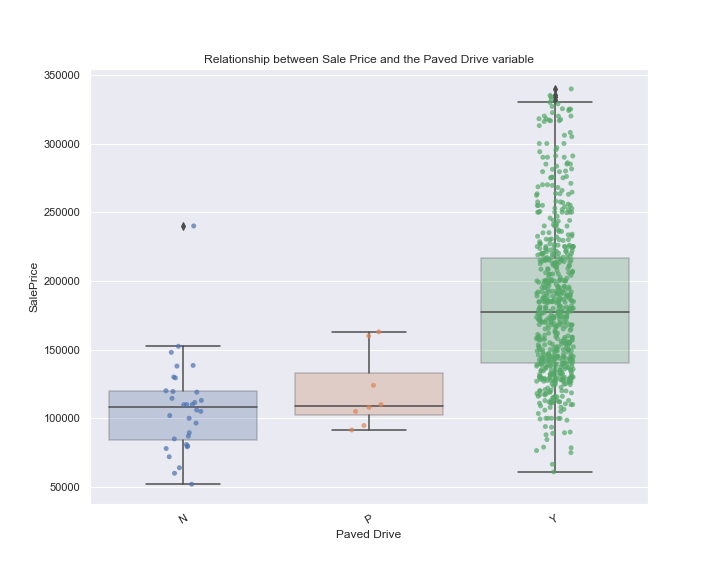 Relationship between Sale Price and the Paved Drive variable
350000
300000
250000
200000
150000
100000
50000
SalePrice
N
P
Y
Paved Drive